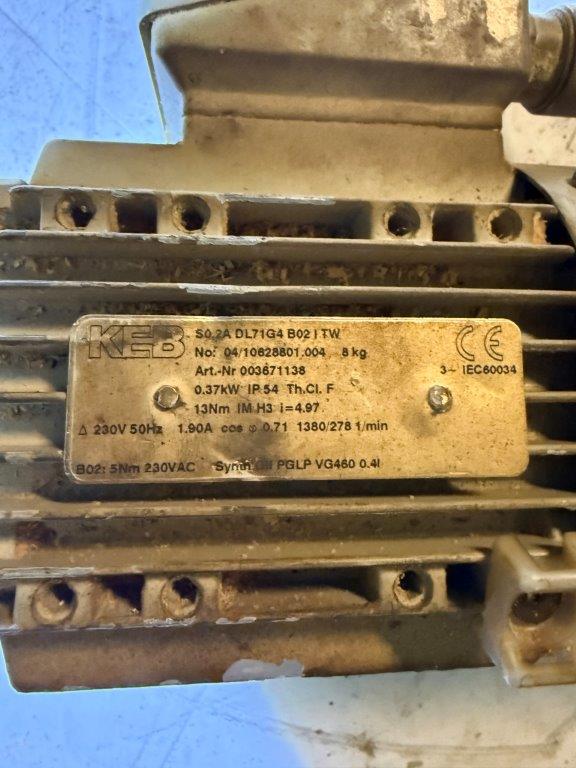 KEB S0.2A DL71G4 B02 I TW
No: 04/10628801.004 8 kg
CE
Art.-Nr 003671138
3~ IEC60034
0.37kW IP 54 Th.Cl. F
13Nm IM H3 i=4.97
Δ 230V 50Hz 1.90A cos φ 0.71 1380/278 1/min
B02: 5Nm 230VAC Synth Oil PGLP VG460 0.4l